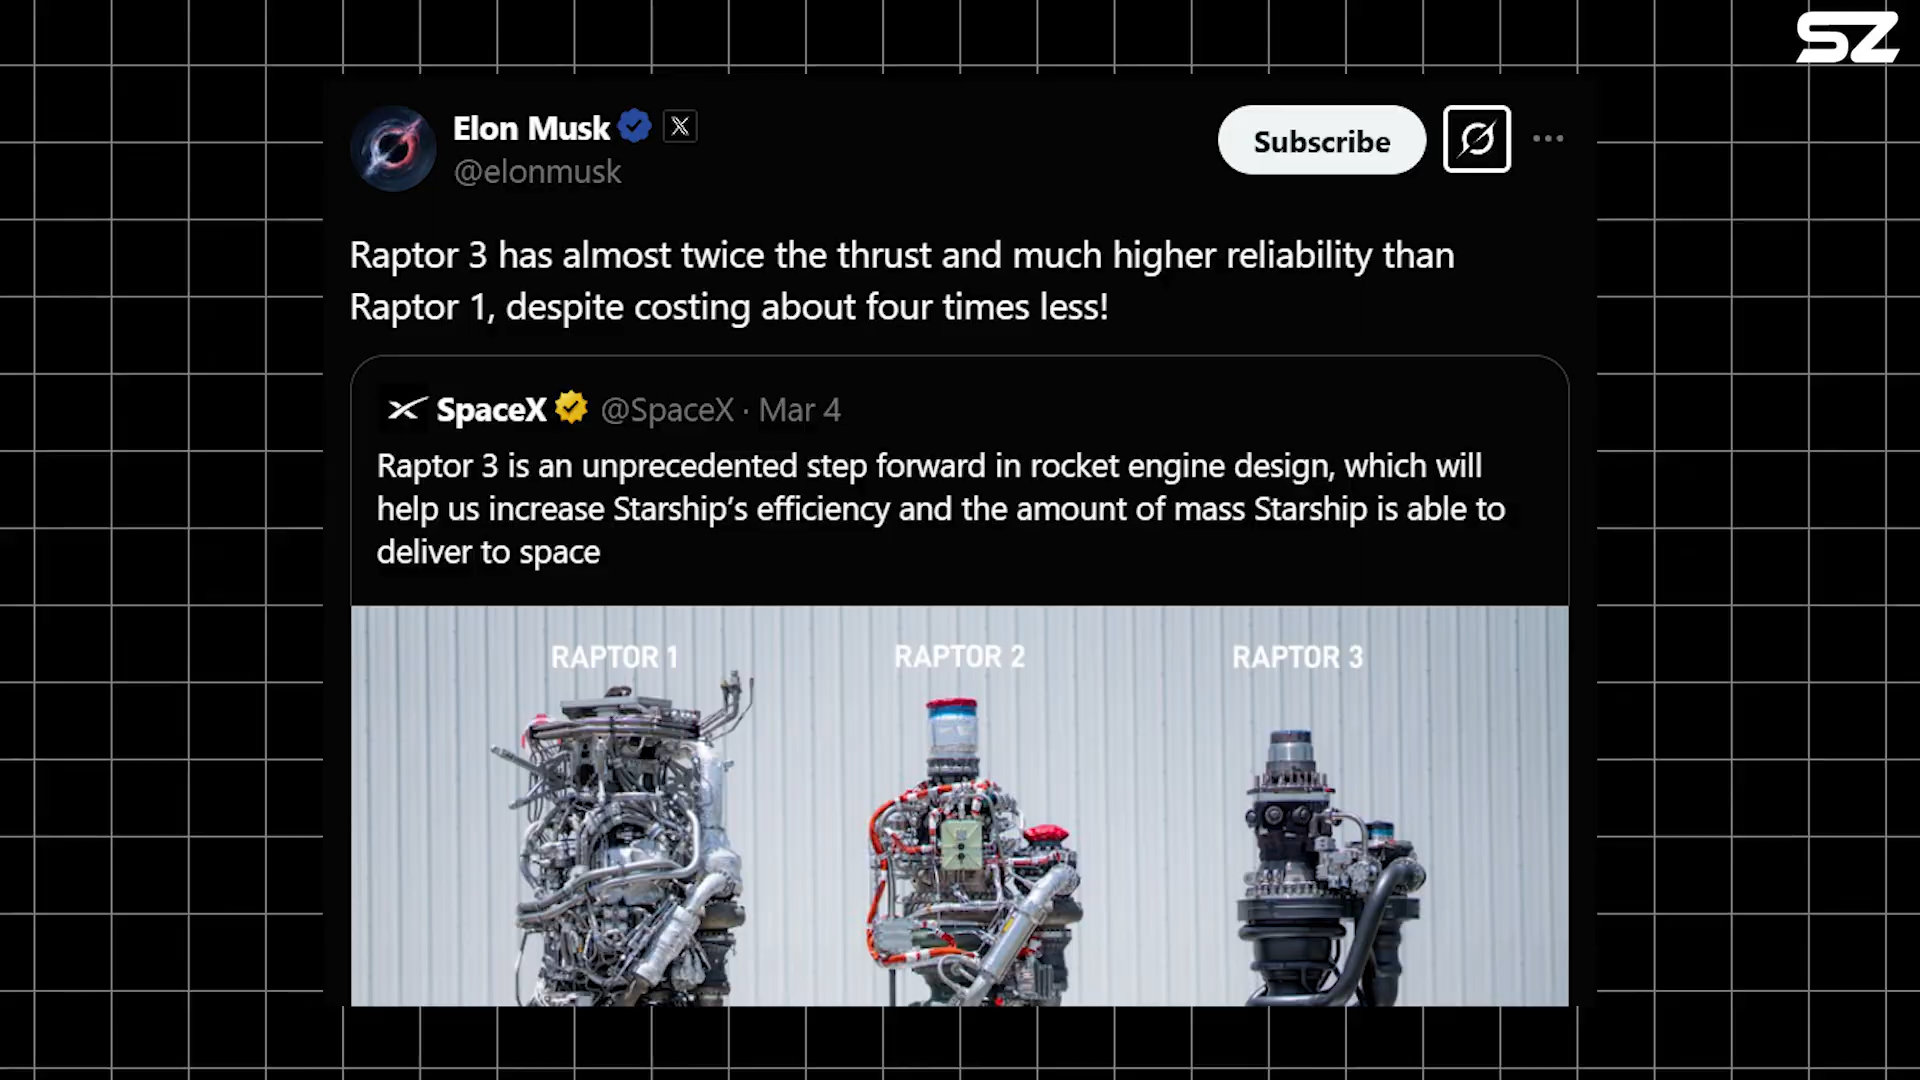 SZ
Elon Musk
@elonmusk
Subscribe
Raptor 3 has almost twice the thrust and much higher reliability than
Raptor 1, despite costing about four times less!
SpaceX @SpaceX · Mar 4
Raptor 3 is an unprecedented step forward in rocket engine design, which will
help us increase Starship’s efficiency and the amount of mass Starship is able to
deliver to space
RAPTOR 1 RAPTOR 2 RAPTOR 3